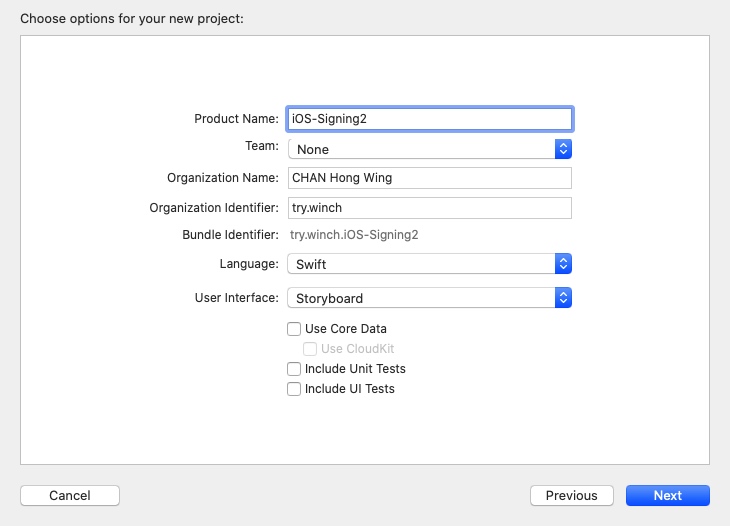 Choose options for your new project:
Product Name: iOS-Signing2
Team: None
Organization Name: CHAN Hong Wing
Organization Identifier: try.winch
Bundle Identifier: try.winch.iOS-Signing2
Language: Swift
User Interface: Storyboard
Use Core Data
Use CloudKit
Include Unit Tests
Include UI Tests
Cancel Previous Next